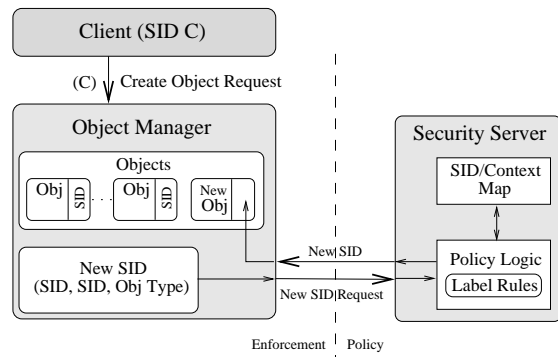 Client (SID C)
(C) Create Object Request
Object Manager
Objects
Obj SID ... Obj SID New Obj
New SID
(SID, SID, Obj Type)
New SID
New SID Request
Security Server
SID/Context
Map
Policy Logic
Label Rules
Enforcement Policy